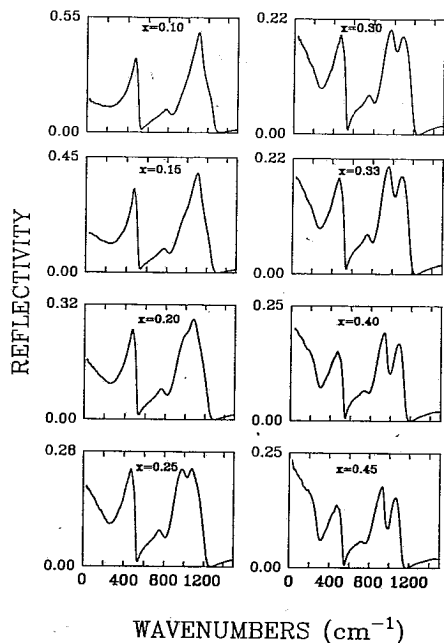 0.55
x=0.10
0.00
0.22
x=0.30
0.00
0.45
x=0.15
0.00
0.22
x=0.33
0.00
0.32
x=0.20
0.00
0.25
x=0.40
0.00
0.28
x=0.25
0.00
0.25
x=0.45
0.00
0 400 800 1200
0 400 800 1200
REFLECTIVITY
WAVENUMBERS (cm⁻¹)